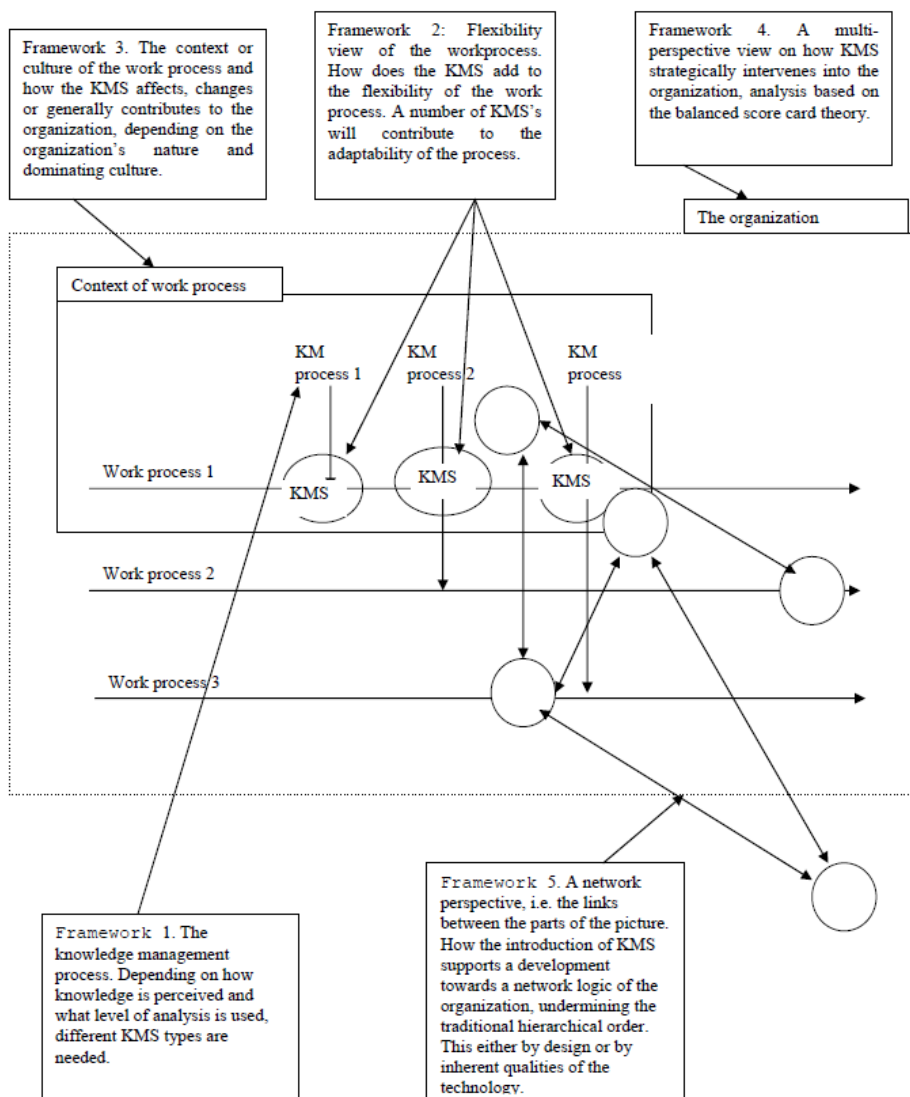 Framework 3. The context or
culture of the work process and
how the KMS affects, changes
or generally contributes to the
organization, depending on the
organization's nature and
dominating culture.
Framework 2: Flexibility
view of the workprocess.
How does the KMS add to
the flexibility of the work
process. A number of KMS's
will contribute to the
adaptability of the process.
Framework 4. A multi-
perspective view on how KMS
strategically intervenes into the
organization, analysis based on
the balanced score card theory.
The organization
Context of work process
KM
process 1
KM
process 2
KM
process
Work process 1
KMS
KMS
KMS
Work process 2
Work process 3
Framework 1. The
knowledge management
process. Depending on how
knowledge is perceived and
what level of analysis is used,
different KMS types are
needed.
Framework 5. A network
perspective, i.e. the links
between the parts of the picture.
How the introduction of KMS
supports a development
towards a network logic of the
organization, undermining the
traditional hierarchical order.
This either by design or by
inherent qualities of the
technology.